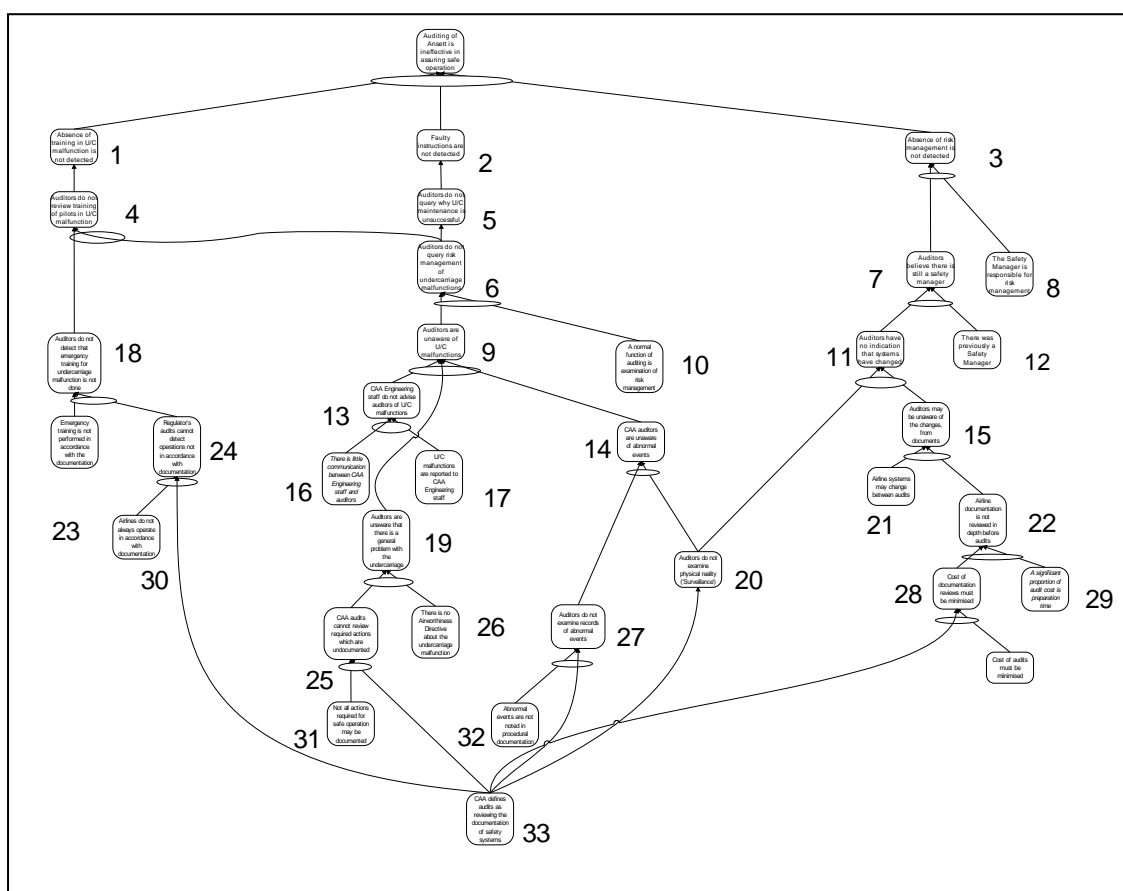 Auditing of
Ansett is
ineffective in
assuring safe
operation
Absence of
training in U/C
malfunction is
not detected
1
Faulty
instructions are
not detected
2
Absence of risk
management is
not detected
3
Auditors do not
review training
of pilots in U/C
malfunction
4
Auditors do not
query why U/C
maintenance is
unsuccessful
5
Auditors do not
query risk
management
of
undercarriage
malfunctions
6
Auditors
believe there is
still a safety
manager
7
The Safety
Manager is
responsible for
risk
management
8
Auditors do not
detect that
emergency
training for
undercarriage
malfunction is not
done
18
Auditors are
unaware of
U/C
malfunctions
9
A normal
function of
auditing is
examination of
risk
management
10
Auditors have
no indication
that systems
have changed
11
There was
previously a
Safety
Manager
12
CAA Engineering
staff do not advise
auditors of U/C
malfunctions
13
CAA auditors
are unaware
of abnormal
events
14
Auditors may
be unaware of
the changes,
from
documents
15
Emergency
training is not
performed in
accordance
with the
documentation
23
Regulator's
audits cannot
detect
operations not
in accordance
with
documentation
24
There is little
communication
between CAA
Engineering
staff and
auditors
16
U/C
malfunctions
are reported to
CAA
Engineering
staff
17
Airline systems
may change
between audits
21
Airline
documentation
is not
reviewed in
depth before
audits
22
Airlines do not
always operate
in accordance
with
documentation
30
Auditors are
unaware that
there is a
general
problem with
the
undercarriage
19
Auditors do not
examine
physical reality
('Surveillance')
20
Cost of
documentation
reviews must
be minimised
28
A significant
proportion of
audit cost is
preparation
time
29
CAA audits
cannot review
required actions
which are
undocumented
25
There is no
Airworthiness
Directive
about the
undercarriage
malfunction
26
Auditors do not
examine records
of abnormal
events
27
Cost of audits
must be
minimised
Not all actions
required for
safe operation
may be
documented
31
Abnormal
events are not
noted in
procedural
documentation
32
CAA defines
audits as
reviewing the
documentation
of safety
systems
33